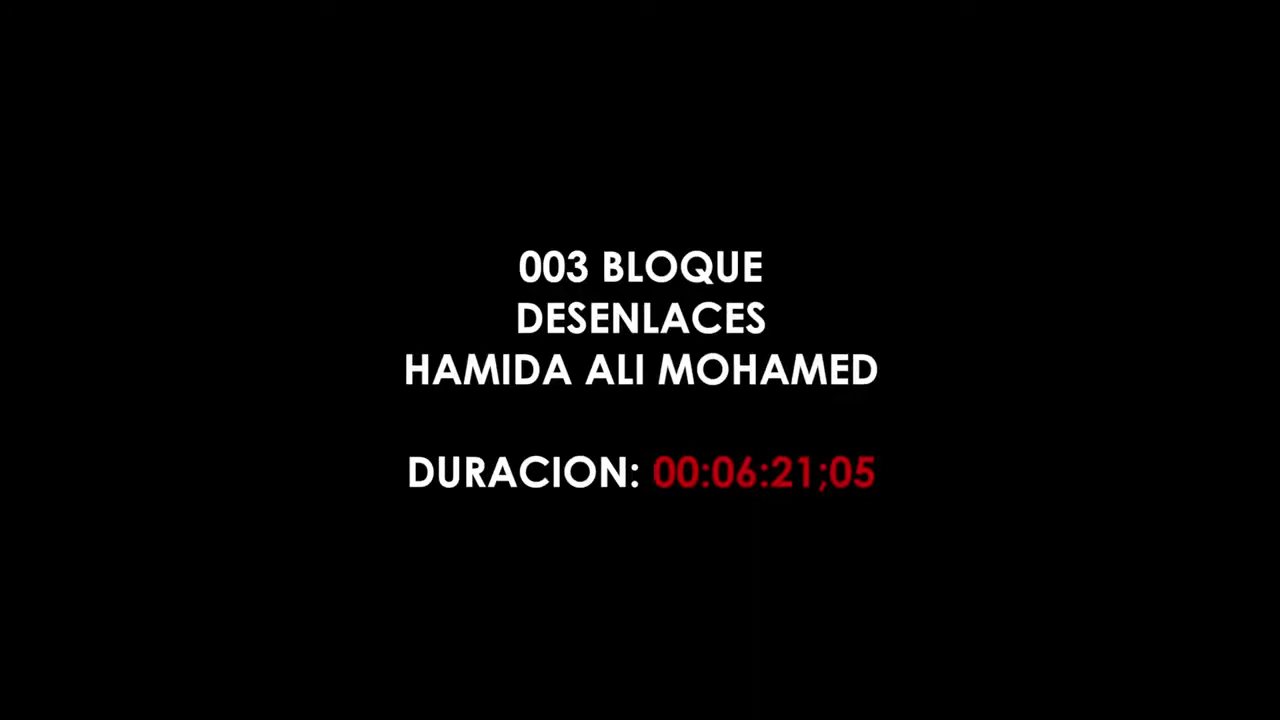 003 BLOQUE
DESENLACES
HAMIDA ALI MOHAMED
DURACION: 00:06:21;05